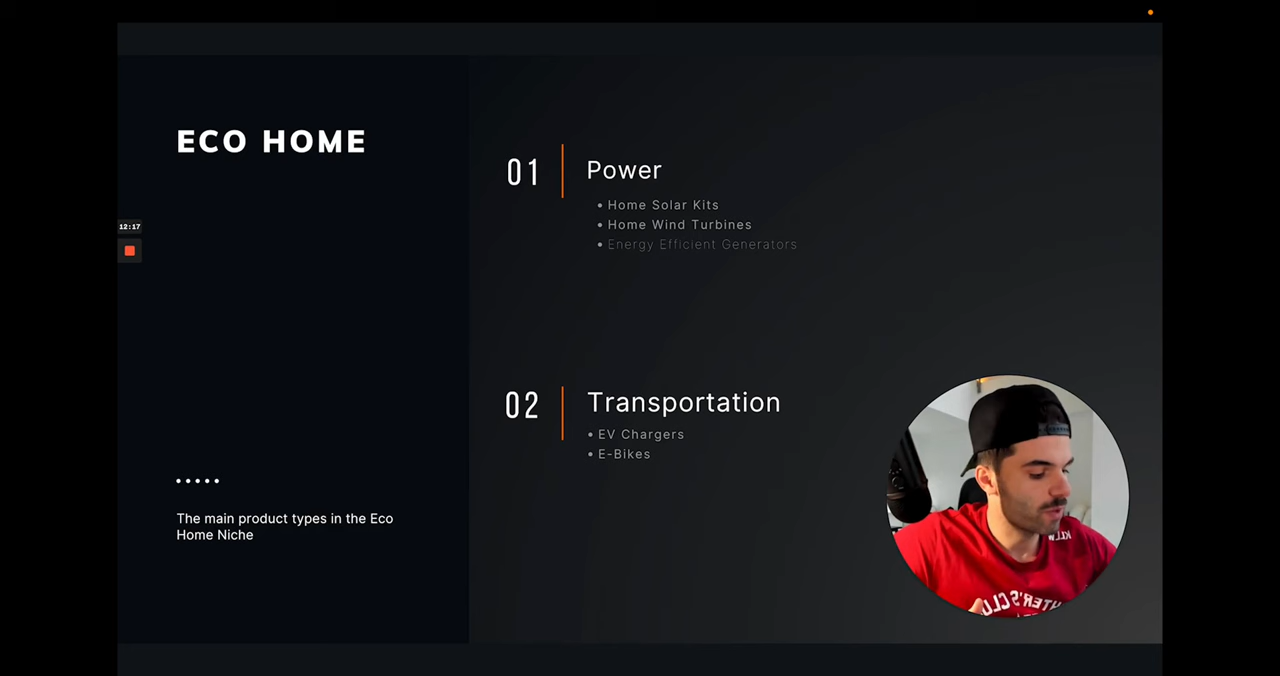 ECO HOME
12:17
The main product types in the Eco
Home Niche
01
Power
• Home Solar Kits
• Home Wind Turbines
• Energy Efficient Generators
02
Transportation
• EV Chargers
• E-Bikes